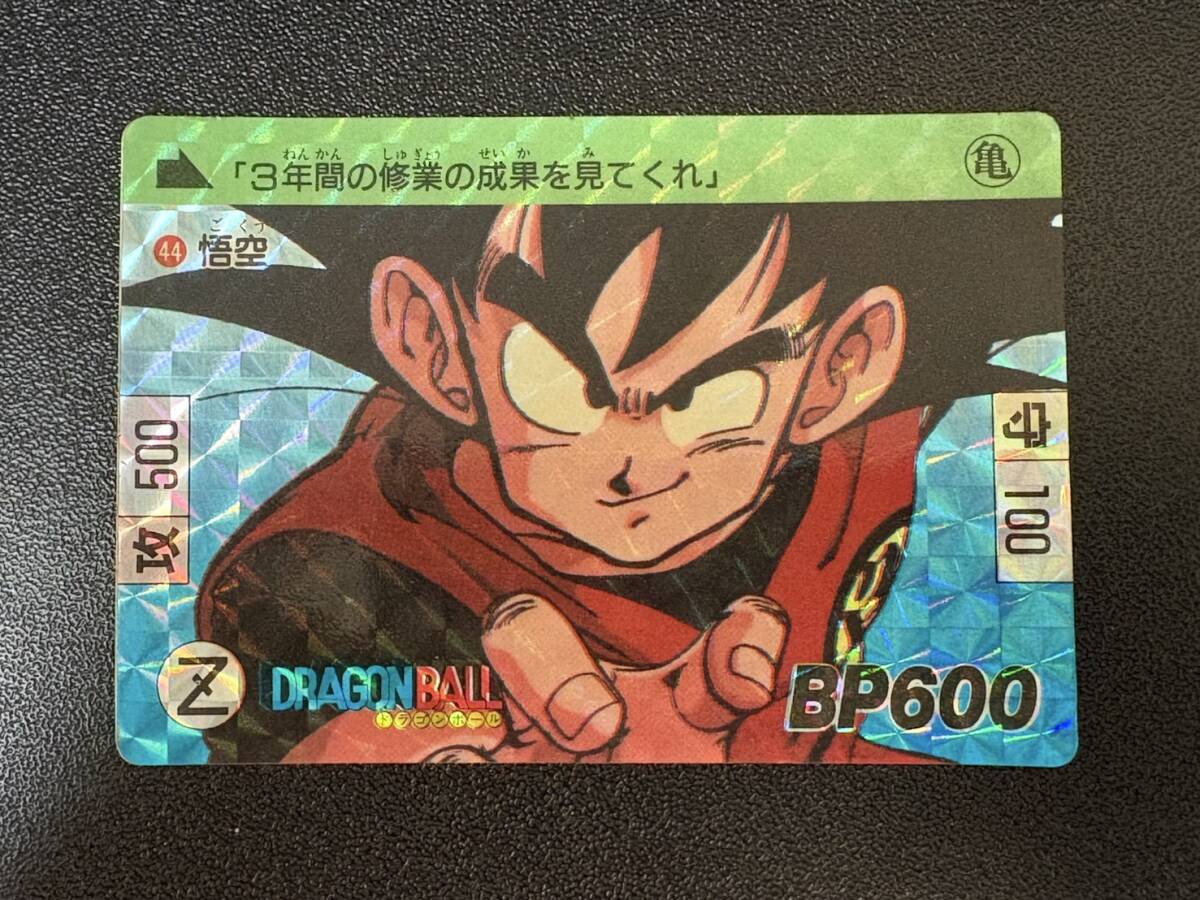 ねんかん しゅぎょう せいか み
「3年間の修業の成果を見てくれ」
亀
ごくう
44 悟空
攻 500
守 100
Z
DRAGON BALL
ドラゴンボール
BP600